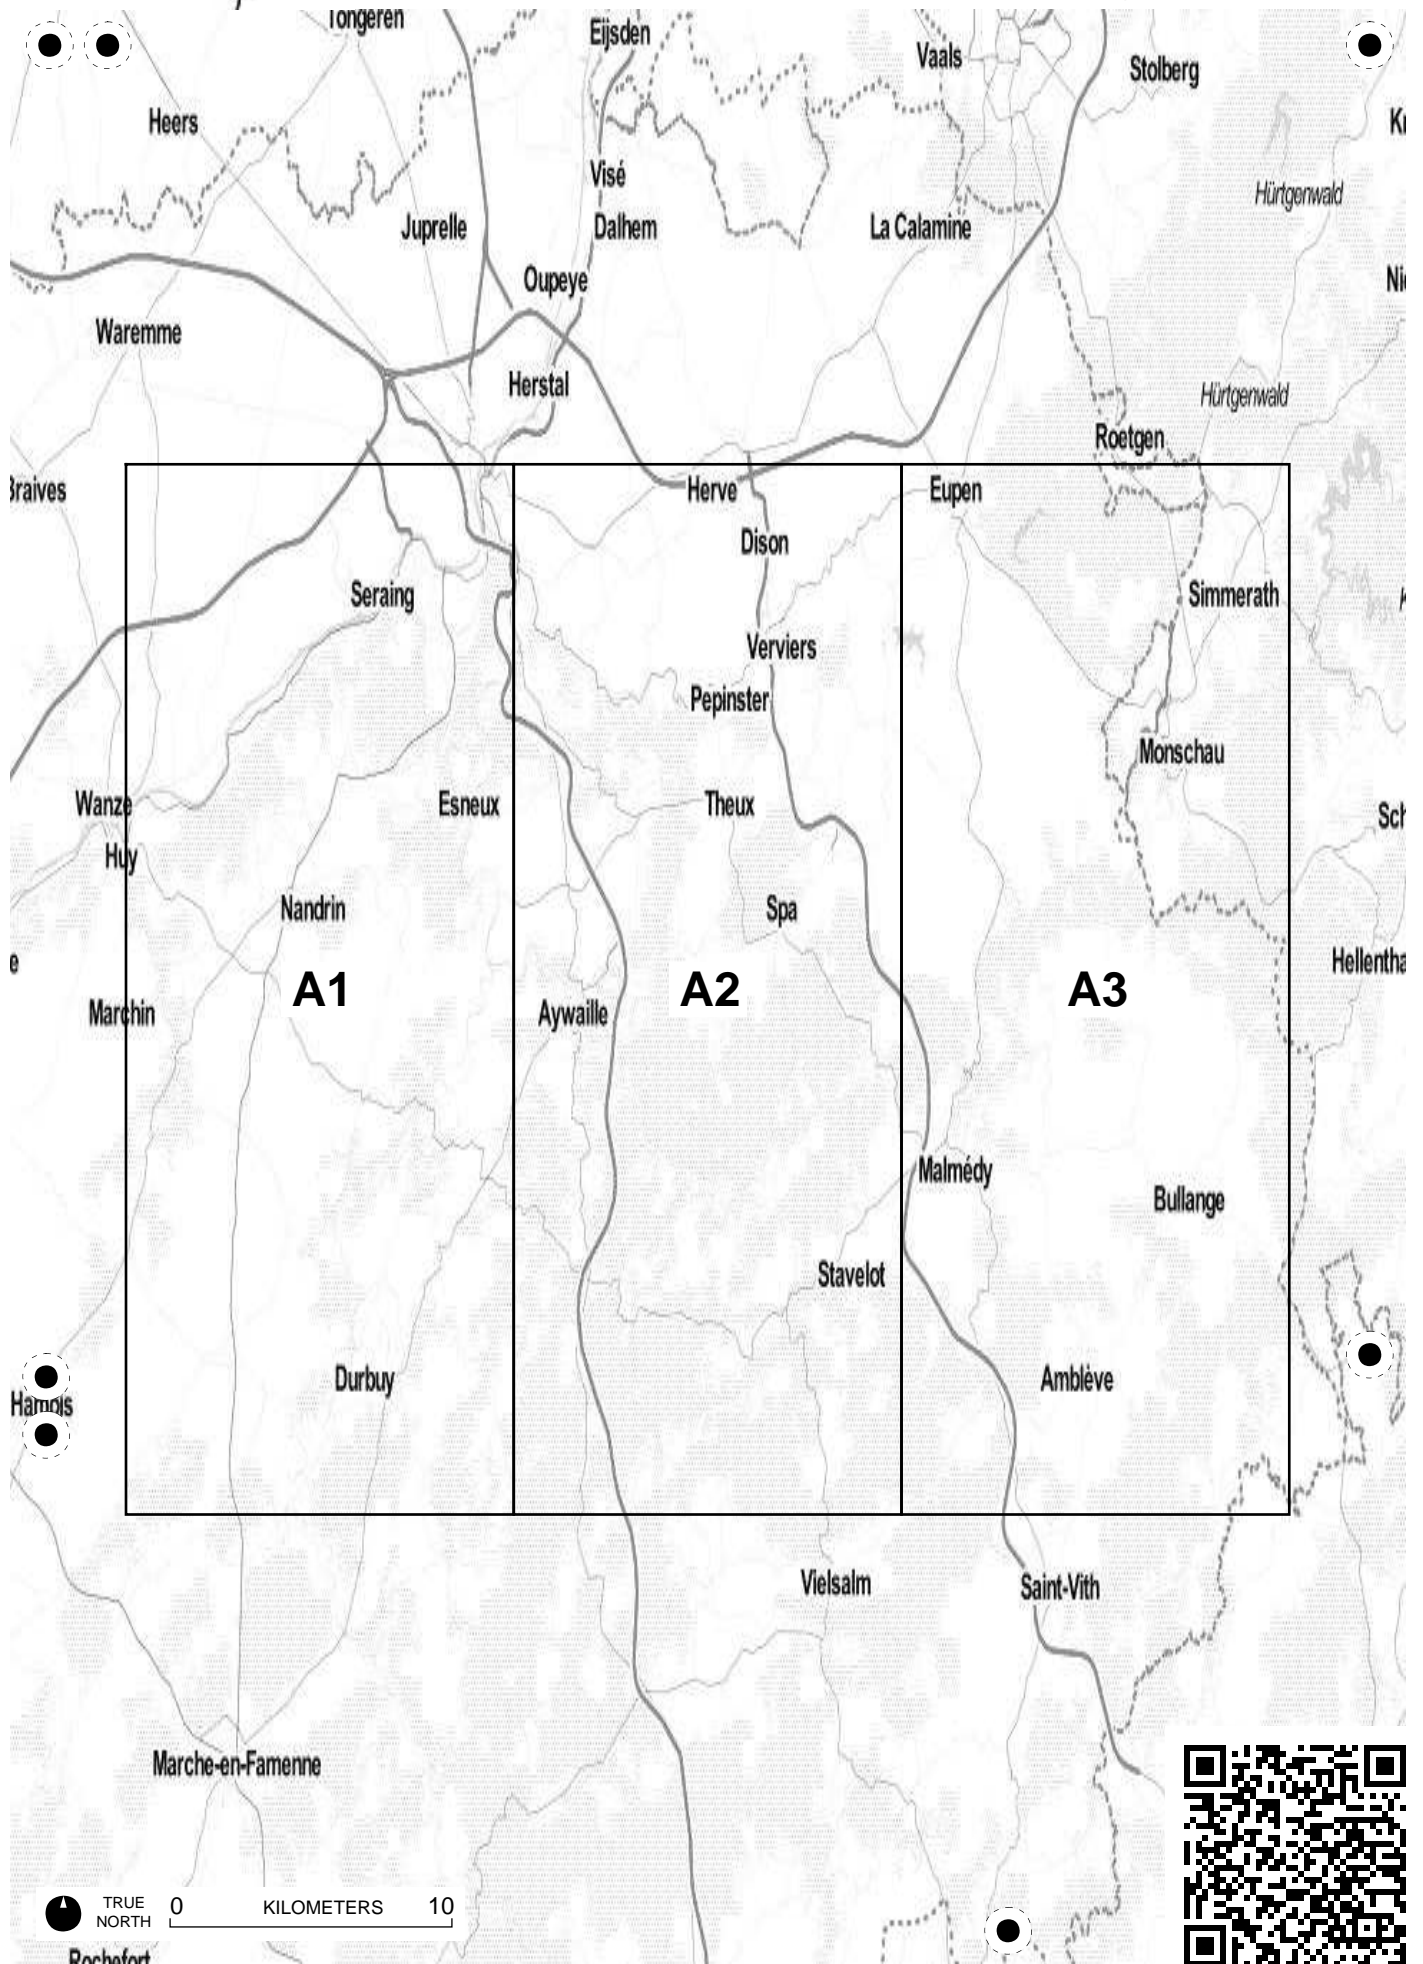 Tongeren
Eijsden
Vaals
Stolberg
Heers
Visé
Hürtgenwald
Juprelle
Dalhem
La Calamine
Oupeye
Waremme
Herstal
Hürtgenwald
Roetgen
Braives
Herve
Eupen
Dison
Seraing
Simmerath
Verviers
Pepinster
Monschau
Wanze
Esneux
Theux
Huy
Nandrin
Spa
A1
A2
A3
Marchin
Aywaille
Malmédy
Bullange
Stavelot
Durbuy
Amblève
Hamois
Vielsalm
Saint-Vith
Marche-en-Famenne
TRUE
NORTH
0 KILOMETERS 10
Rochefort